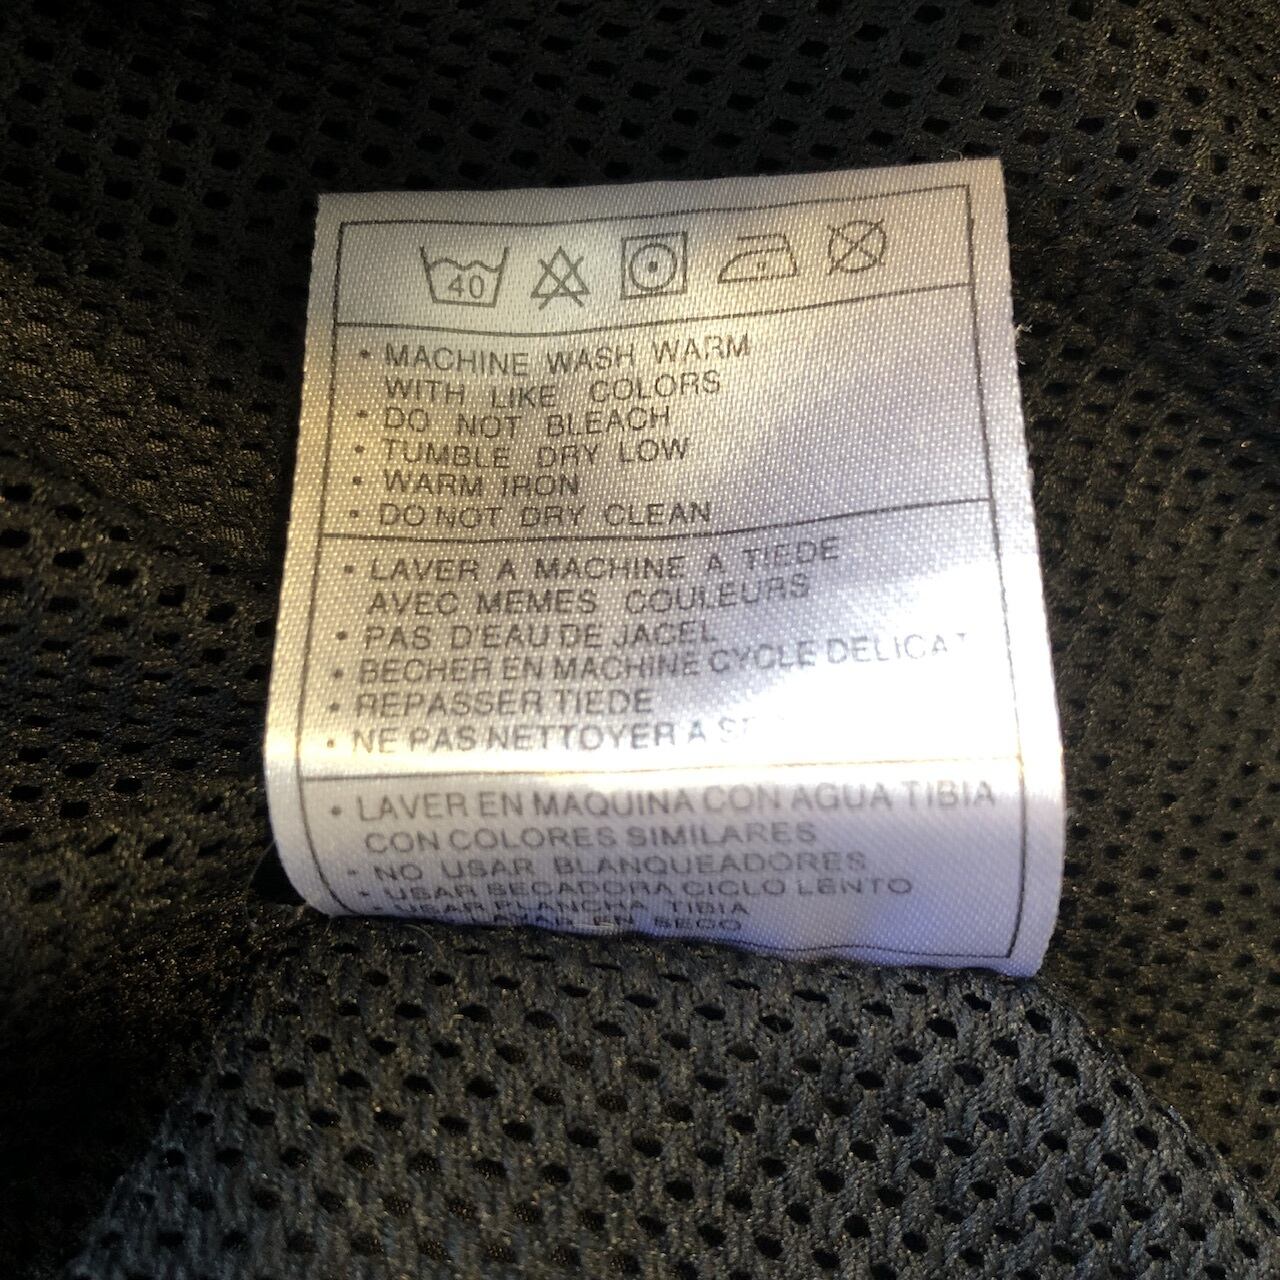 40
• MACHINE WASH WARM
WITH LIKE COLORS
• DO NOT BLEACH
• TUMBLE DRY LOW
• WARM IRON
• DO NOT DRY CLEAN
• LAVER A MACHINE A TIEDE
AVEC MEMES COULEURS
• PAS D'EAU DE JACEL
• BECHER EN MACHINE CYCLE DELICAT
• REPASSER TIEDE
• NE PAS NETTOYER A
• LAVER EN MAQUINA CON AGUA TIBIA
CON COLORES SIMILARES
• NO USAR BLANQUEADORES
• USAR SECADORA CICLO LENTO
• USAR PLANCHA TIBIA
LAVAR EN SECO